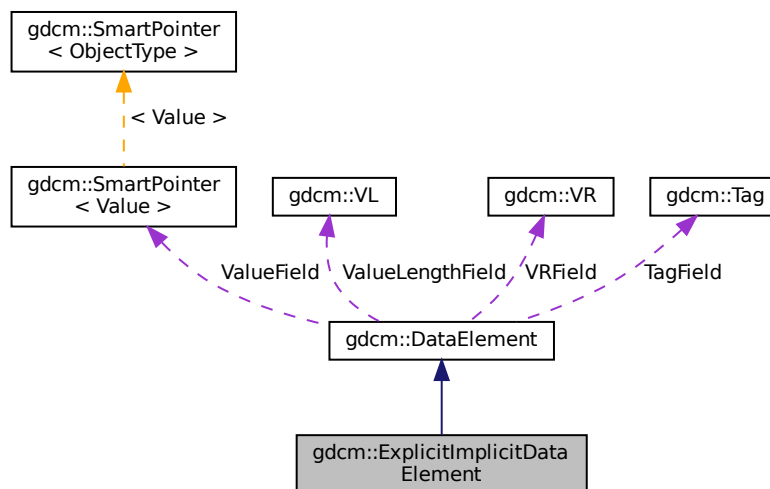 gdcm::SmartPointer
< ObjectType >
< Value >
gdcm::SmartPointer
< Value >
gdcm::VL
gdcm::VR
gdcm::Tag
ValueField
ValueLengthField
VRField
TagField
gdcm::DataElement
gdcm::ExplicitImplicitData
Element